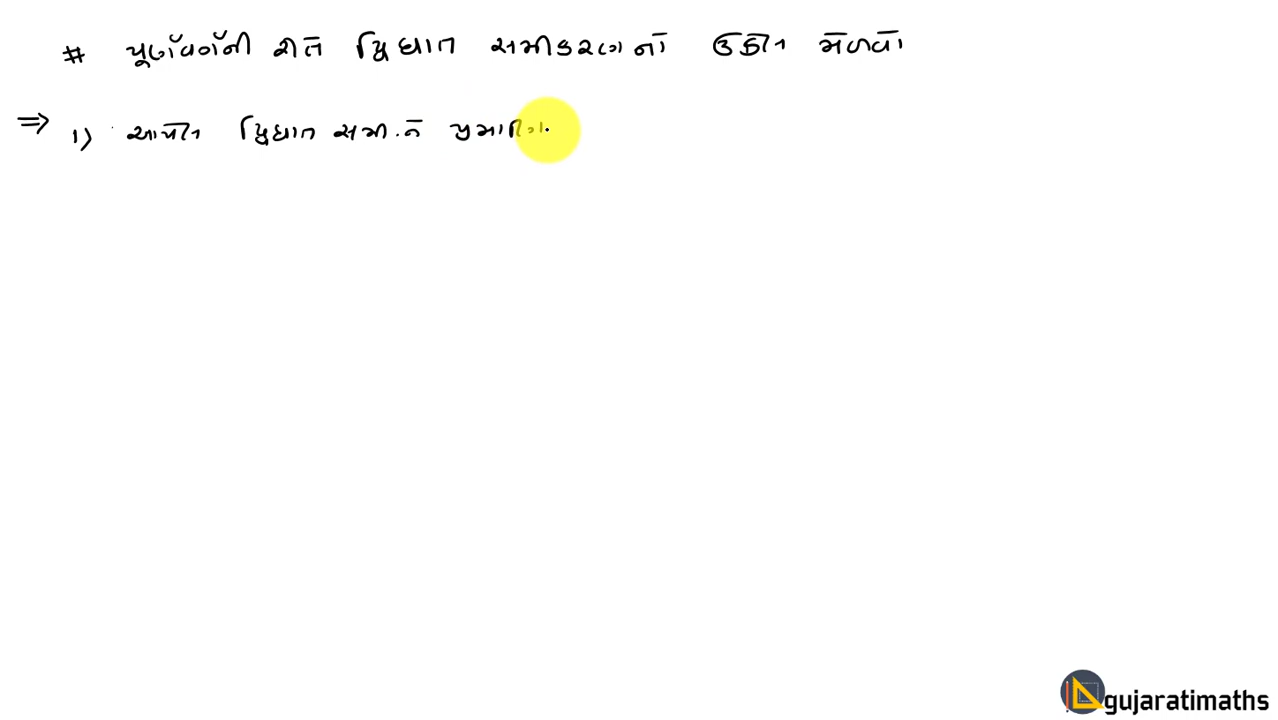 # પૂર્ણવર્ગની રીતે દ્વિઘાત સમીકરણનો ઉકેલ મેળવો
⇒ 1) આપેલ દ્વિઘાત સમી.ને પ્રમાણિ
gujaratimaths